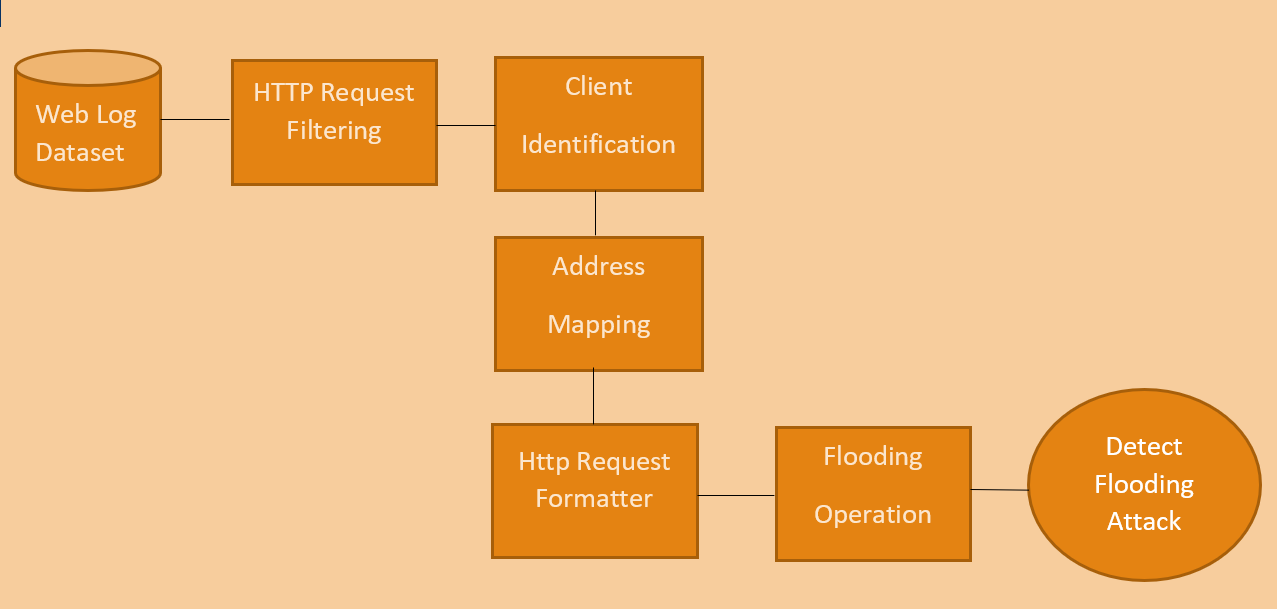 Web Log
Dataset
HTTP Request
Filtering
Client
Identification
Address
Mapping
Http Request
Formatter
Flooding
Operation
Detect
Flooding
Attack